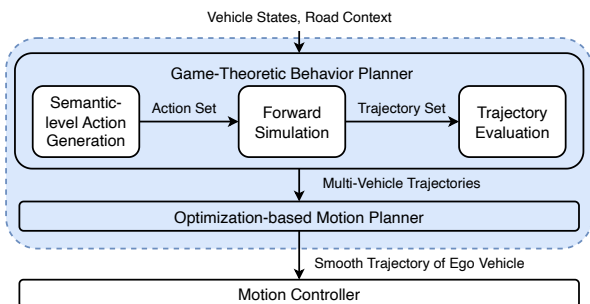 Vehicle States, Road Context
Game-Theoretic Behavior Planner
Semantic-
level Action
Generation
Action Set
Forward
Simulation
Trajectory Set
Trajectory
Evaluation
Multi-Vehicle Trajectories
Optimization-based Motion Planner
Smooth Trajectory of Ego Vehicle
Motion Controller